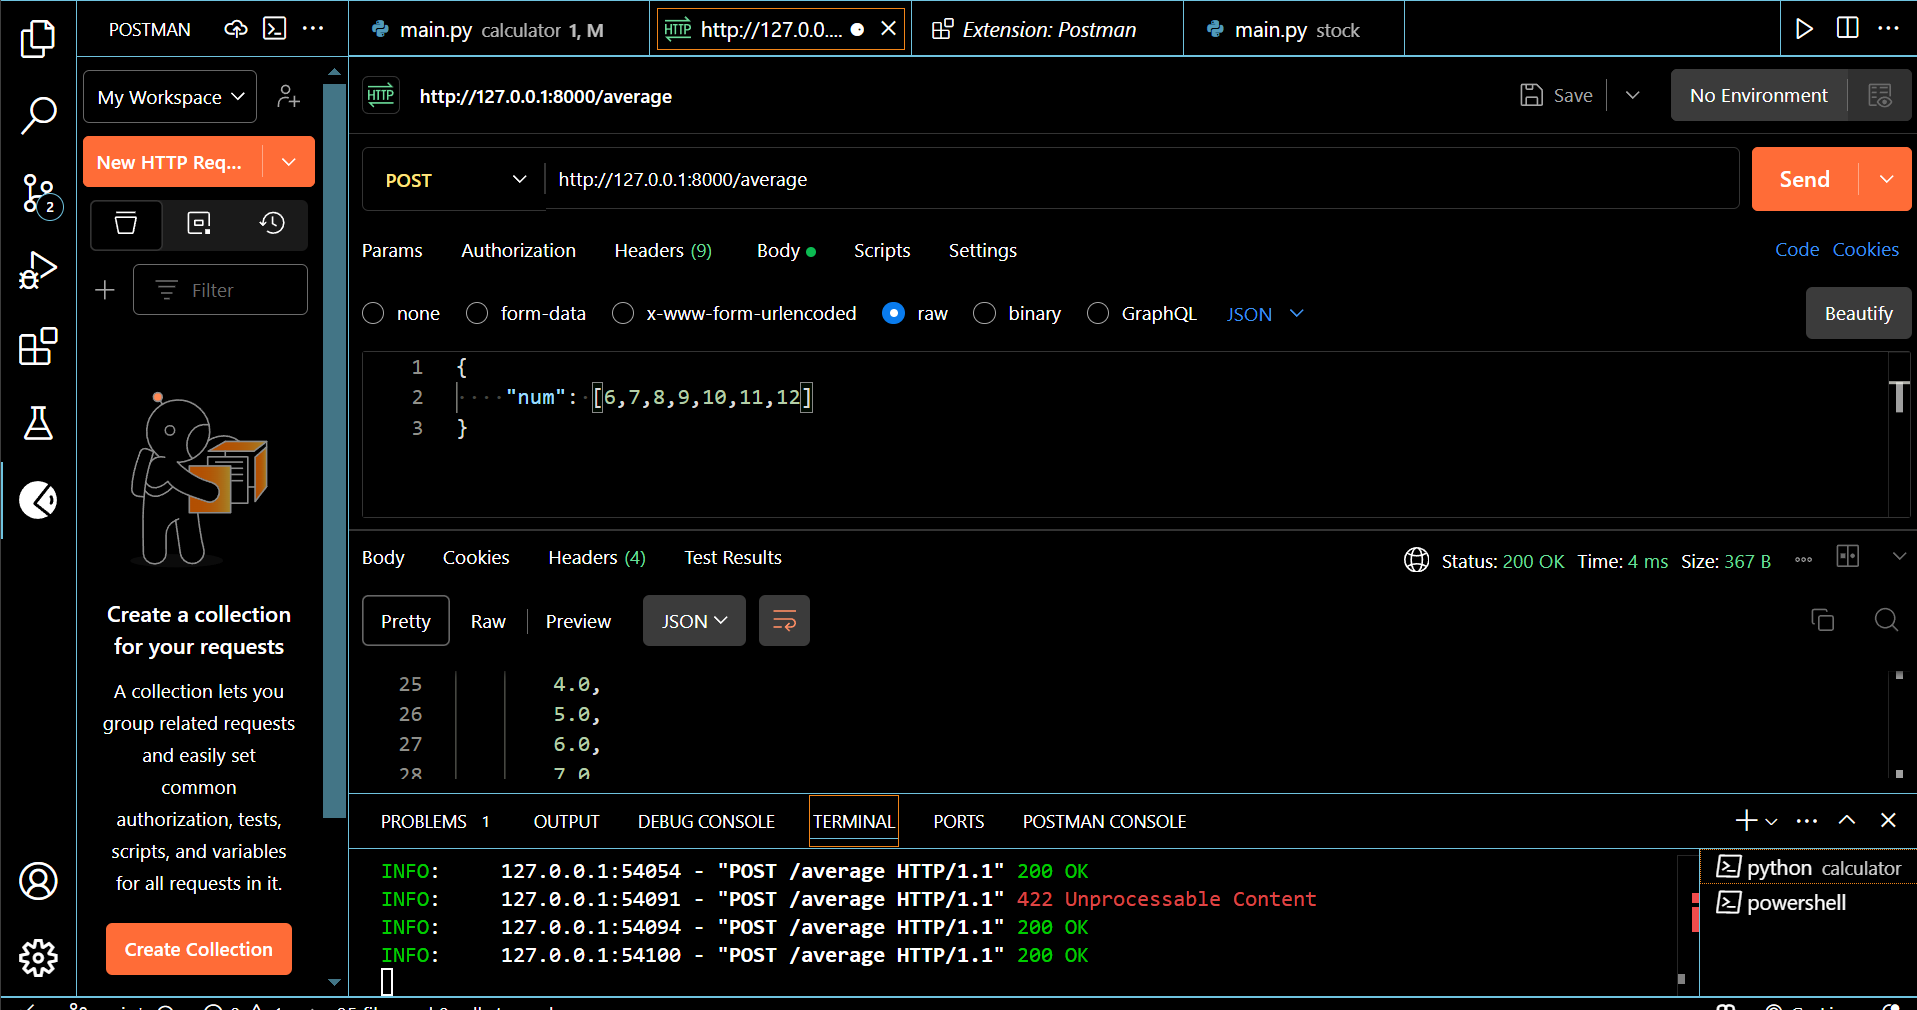 POSTMAN
main.py calculator 1, M
http://127.0.0....
Extension: Postman
main.py stock
My Workspace
HTTP http://127.0.0.1:8000/average
Save
No Environment
New HTTP Req...
POST http://127.0.0.1:8000/average
Send
2
Params Authorization Headers (9) Body Scripts Settings
Code Cookies
Filter
none form-data x-www-form-urlencoded raw binary GraphQL JSON
Beautify
1 {
2 "num": [6,7,8,9,10,11,12]
3 }
Body Cookies Headers (4) Test Results
Status: 200 OK Time: 4 ms Size: 367 B
Pretty Raw Preview JSON
25 4.0,
26 5.0,
27 6.0,
28 7.0
Create a collection
for your requests
A collection lets you
group related requests
and easily set
common
authorization, tests,
scripts, and variables
for all requests in it.
Create Collection
PROBLEMS 1 OUTPUT DEBUG CONSOLE TERMINAL PORTS POSTMAN CONSOLE
INFO: 127.0.0.1:54054 - "POST /average HTTP/1.1" 200 OK
INFO: 127.0.0.1:54091 - "POST /average HTTP/1.1" 422 Unprocessable Content
INFO: 127.0.0.1:54094 - "POST /average HTTP/1.1" 200 OK
INFO: 127.0.0.1:54100 - "POST /average HTTP/1.1" 200 OK
python calculator
powershell